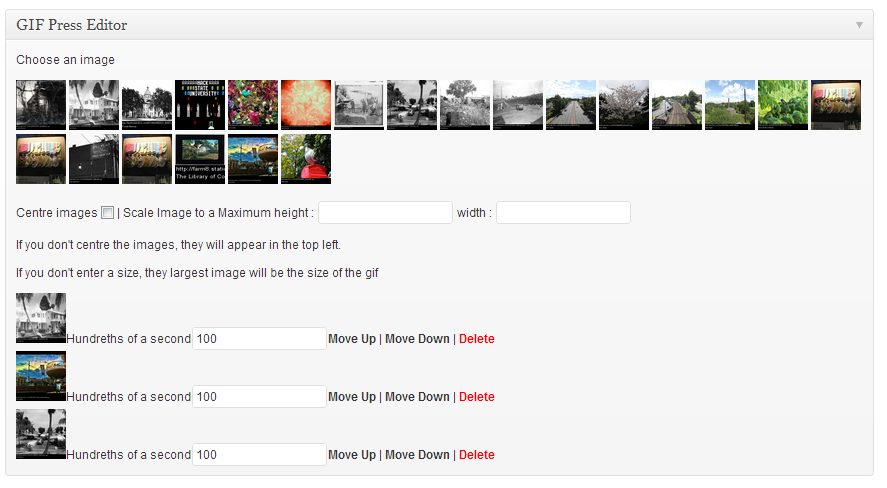 GIF Press Editor
Choose an image
HACK
STATE
UNIVERSITY
http://farm8.stati
The Library of Co
Centre images | Scale Image to a Maximum height : width :
If you don't centre the images, they will appear in the top left.
If you don't enter a size, they largest image will be the size of the gif
Hundreths of a second 100 Move Up | Move Down | Delete
Hundreths of a second 100 Move Up | Move Down | Delete
Hundreths of a second 100 Move Up | Move Down | Delete